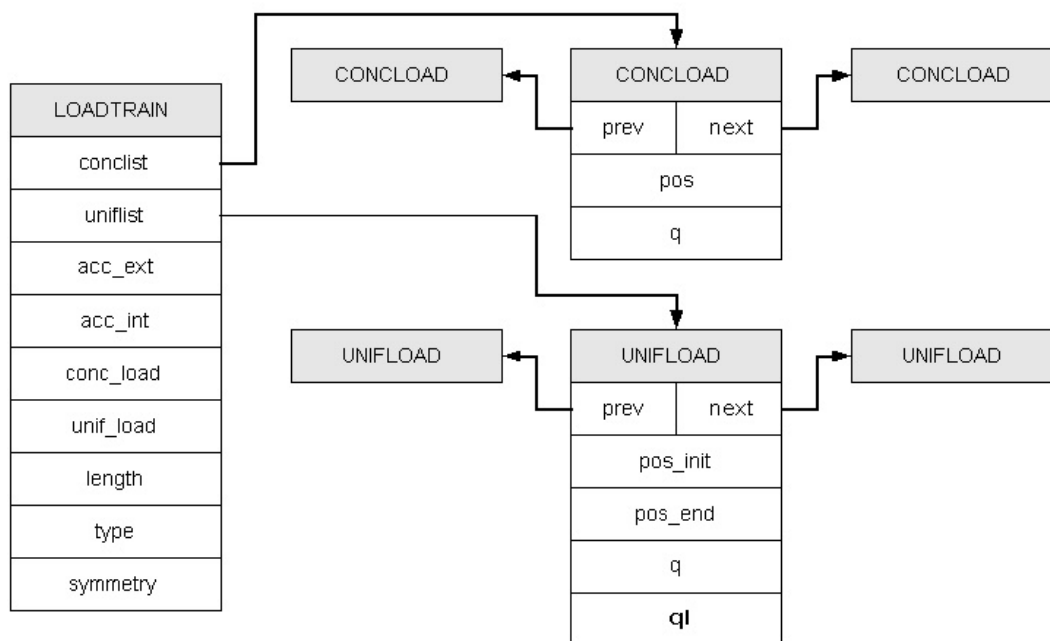 LOADTRAIN
conclist
uniflist
acc_ext
acc_int
conc_load
unif_load
length
type
symmetry
CONCLOAD
CONCLOAD
prev next
pos
q
CONCLOAD
UNIFLOAD
UNIFLOAD
prev next
pos_init
pos_end
q
ql
UNIFLOAD